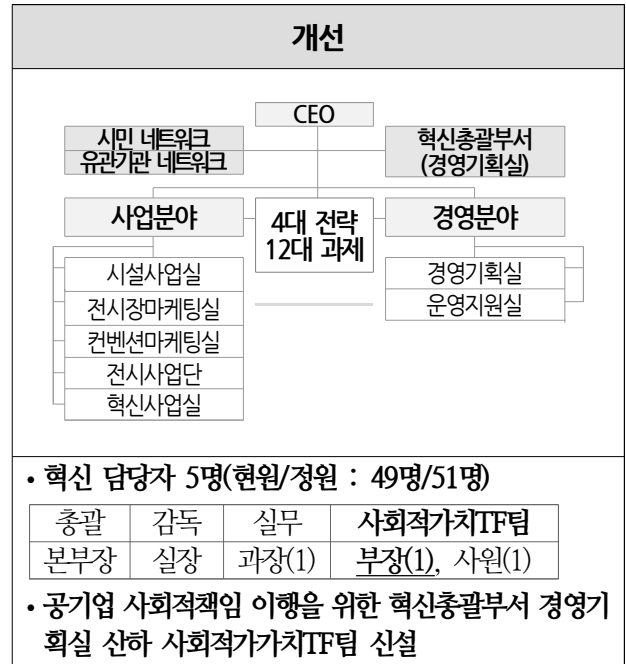 개선
CEO
시민 네트워크
유관기관 네트워크
혁신총괄부서
(경영기획실)
사업분야
4대 전략
12대 과제
경영분야
시설사업실
전시장마케팅실
컨벤션마케팅실
전시사업단
혁신사업실
경영기획실
운영지원실
• 혁신 담당자 5명(현원/정원 : 49명/51명)
총괄 감독 실무 사회적가치TF팀
본부장 실장 과장(1) 부장(1), 사원(1)
• 공기업 사회적책임 이행을 위한 혁신총괄부서 경영기
획실 산하 사회적가가치TF팀 신설